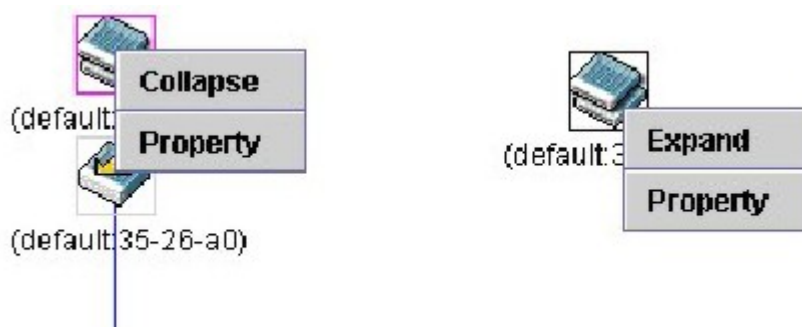 Collapse
(default:
Property
(default:35-26-a0)
Expand
(default:3
Property